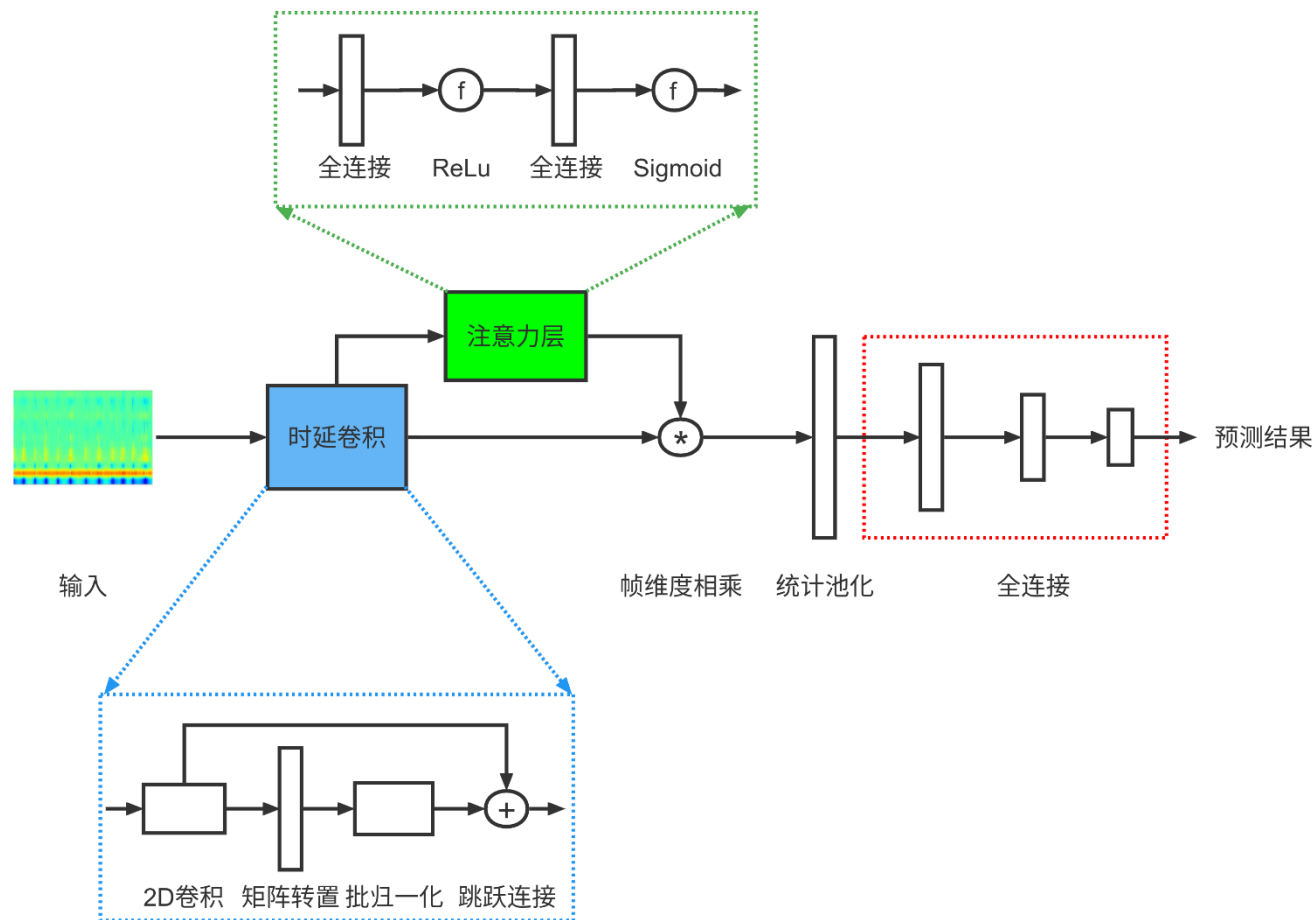 f
f
全连接
ReLu
全连接
Sigmoid
注意力层
时延卷积
*
预测结果
输入
帧维度相乘
统计池化
全连接
+
2D卷积
矩阵转置
批归一化
跳跃连接